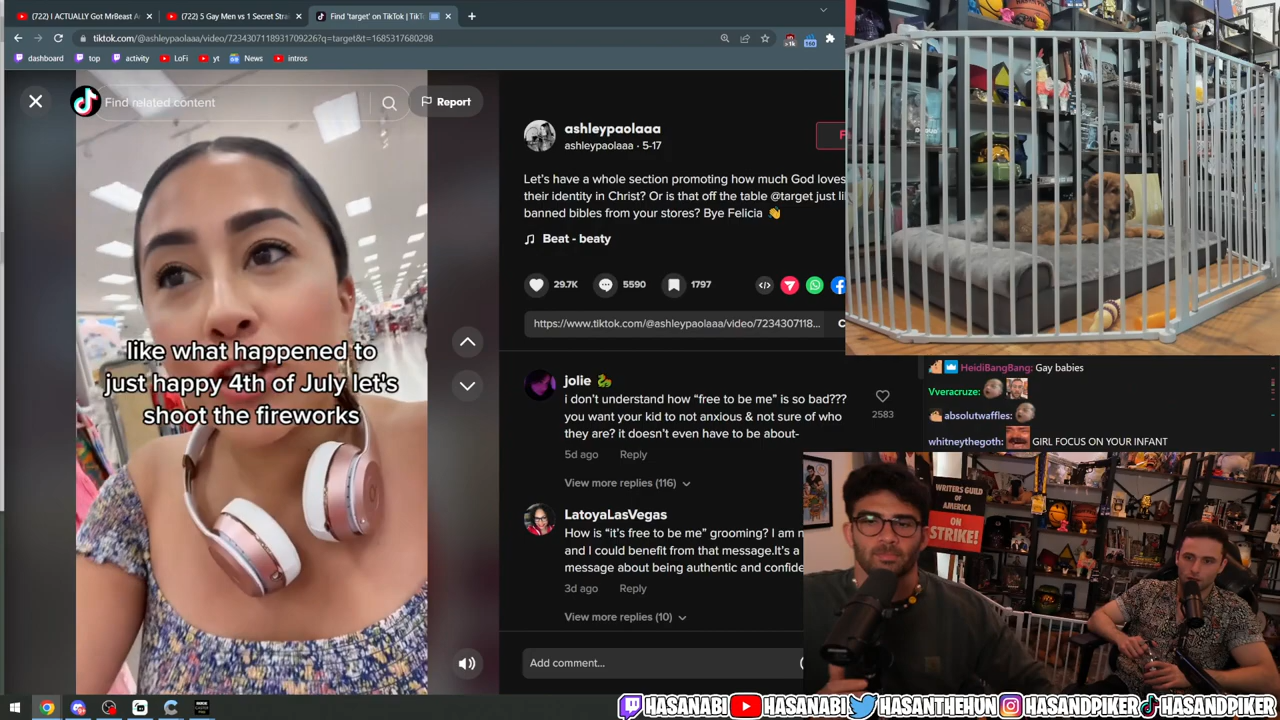 (722) I ACTUALLY Got MrBeast A
(722) 5 Gay Men vs 1 Secret Stra
Find 'target' on TikTok | TikT
tiktok.com/@ashleypaolaaa/video/7234307118931709226?q=target&t=1685317680298
dashboard
top
activity
LoFi
yt
News
intros
>1k
168
Find related content
Report
like what happened to
just happy 4th of July let's
shoot the fireworks
ashleypaolaaa
ashleypaolaaa · 5-17
F
Let's have a whole section promoting how much God loves
their identity in Christ? Or is that off the table @target just li
banned bibles from your stores? Bye Felicia 👋
Beat - beaty
29.7K
5590
1797
https://www.tiktok.com/@ashleypaolaaa/video/7234307118...
C
jolie 🐍
i don't understand how "free to be me" is so bad???
you want your kid to not anxious & not sure of who
they are? it doesn't even have to be about-
2583
5d ago Reply
View more replies (116)
LatoyaLasVegas
How is "it's free to be me" grooming? I am n
and I could benefit from that message.It's a
message about being authentic and confide
3d ago Reply
View more replies (10)
Add comment...
HeidiBangBang: Gay babies
Vveracruze:
absolutwaffles:
whitneythegoth: GIRL FOCUS ON YOUR INFANT
WRITERS GUILD
OF
AMERICA
ON
STRIKE!
HASANABI HASANABI HASANTHEHUN HASANDPIKER HASANDPIKER